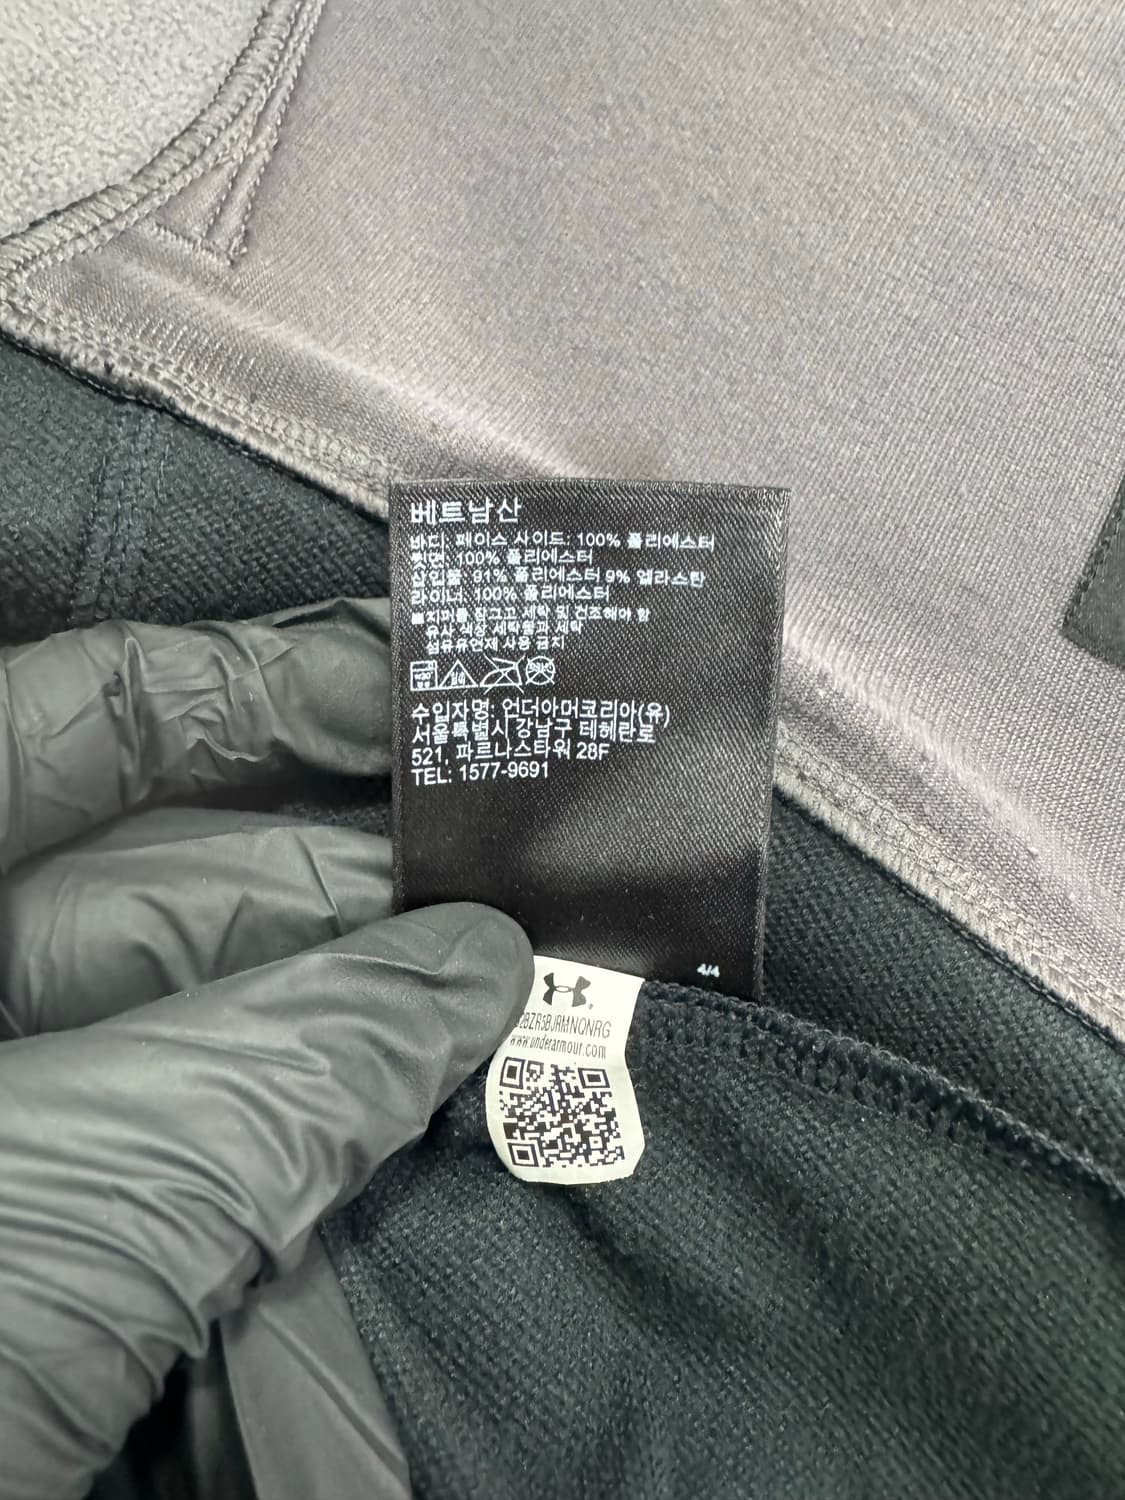 베트남산
바디: 페이스 사이드: 100% 폴리에스터
뒷면: 100% 폴리에스터
삽입물: 91% 폴리에스터 9% 엘라스탄
라이너: 100% 폴리에스터
■지퍼를 잠그고 세탁 및 건조해야 함
유사 색상 세탁물과 세탁
섬유유연제 사용 금지
수입자명: 언더아머코리아(유)
서울특별시 강남구 테헤란로
521, 파르나스타워 28F
TEL: 1577-9691
4/4
www.underarmour.com